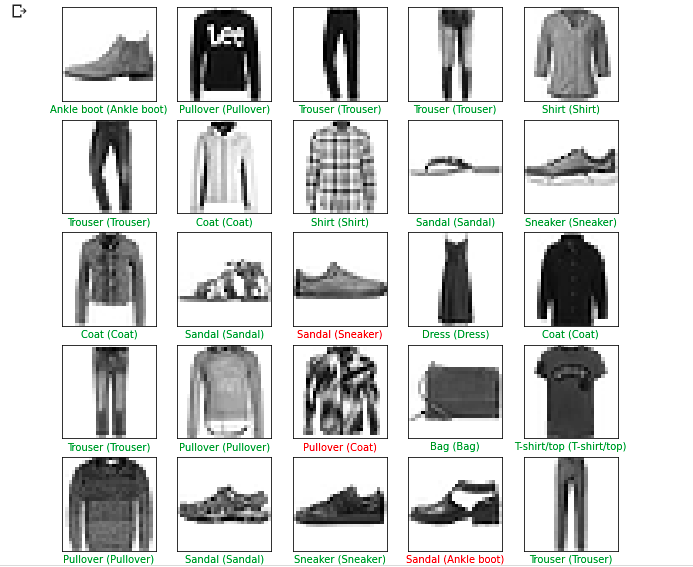 Lee
Ankle boot (Ankle boot) Pullover (Pullover) Trouser (Trouser) Trouser (Trouser) Shirt (Shirt)
Trouser (Trouser) Coat (Coat) Shirt (Shirt) Sandal (Sandal) Sneaker (Sneaker)
Coat (Coat) Sandal (Sandal) Sandal (Sneaker) Dress (Dress) Coat (Coat)
Trouser (Trouser) Pullover (Pullover) Pullover (Coat) Bag (Bag) T-shirt/top (T-shirt/top)
Pullover (Pullover) Sandal (Sandal) Sneaker (Sneaker) Sandal (Ankle boot) Trouser (Trouser)